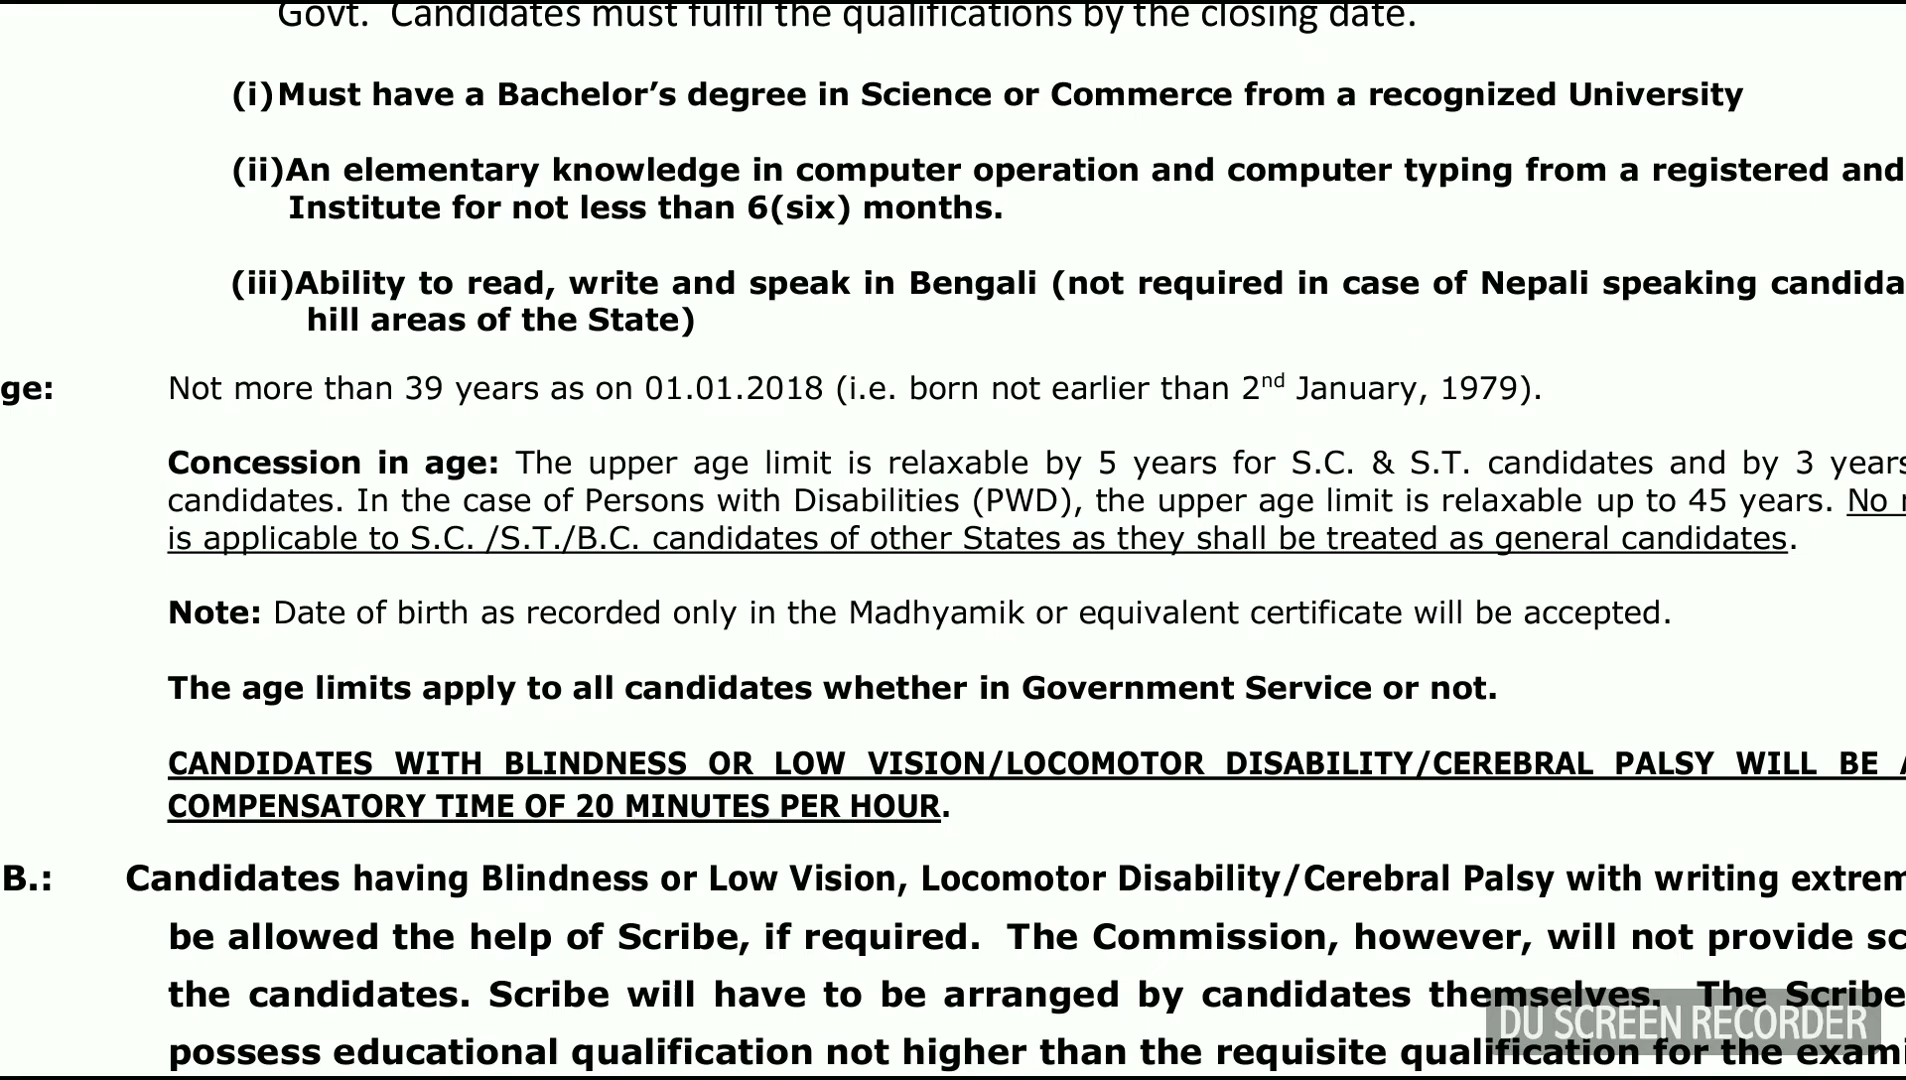 Govt. Candidates must fulfil the qualifications by the closing date.
(i) Must have a Bachelor’s degree in Science or Commerce from a recognized University
(ii)An elementary knowledge in computer operation and computer typing from a registered and
Institute for not less than 6(six) months.
(iii)Ability to read, write and speak in Bengali (not required in case of Nepali speaking candida
hill areas of the State)
ge: Not more than 39 years as on 01.01.2018 (i.e. born not earlier than 2nd January, 1979).
Concession in age: The upper age limit is relaxable by 5 years for S.C. & S.T. candidates and by 3 years
candidates. In the case of Persons with Disabilities (PWD), the upper age limit is relaxable up to 45 years. No
is applicable to S.C. /S.T./B.C. candidates of other States as they shall be treated as general candidates.
Note: Date of birth as recorded only in the Madhyamik or equivalent certificate will be accepted.
The age limits apply to all candidates whether in Government Service or not.
CANDIDATES WITH BLINDNESS OR LOW VISION/LOCOMOTOR DISABILITY/CEREBRAL PALSY WILL BE
COMPENSATORY TIME OF 20 MINUTES PER HOUR.
B.: Candidates having Blindness or Low Vision, Locomotor Disability/Cerebral Palsy with writing extrem
be allowed the help of Scribe, if required. The Commission, however, will not provide sc
the candidates. Scribe will have to be arranged by candidates themselves. The Scribe
DU SCREEN RECORDER
possess educational qualification not higher than the requisite qualification for the exami